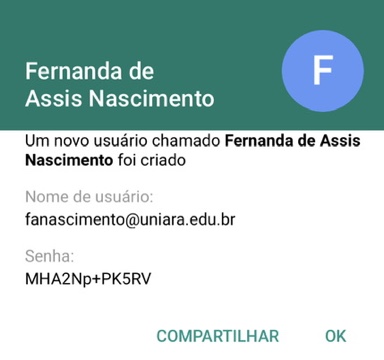 Fernanda de
Assis Nascimento
F
Um novo usuário chamado Fernanda de Assis
Nascimento foi criado
Nome de usuário:
fanascimento@uniara.edu.br
Senha:
MHA2Np+PK5RV
COMPARTILHAR OK